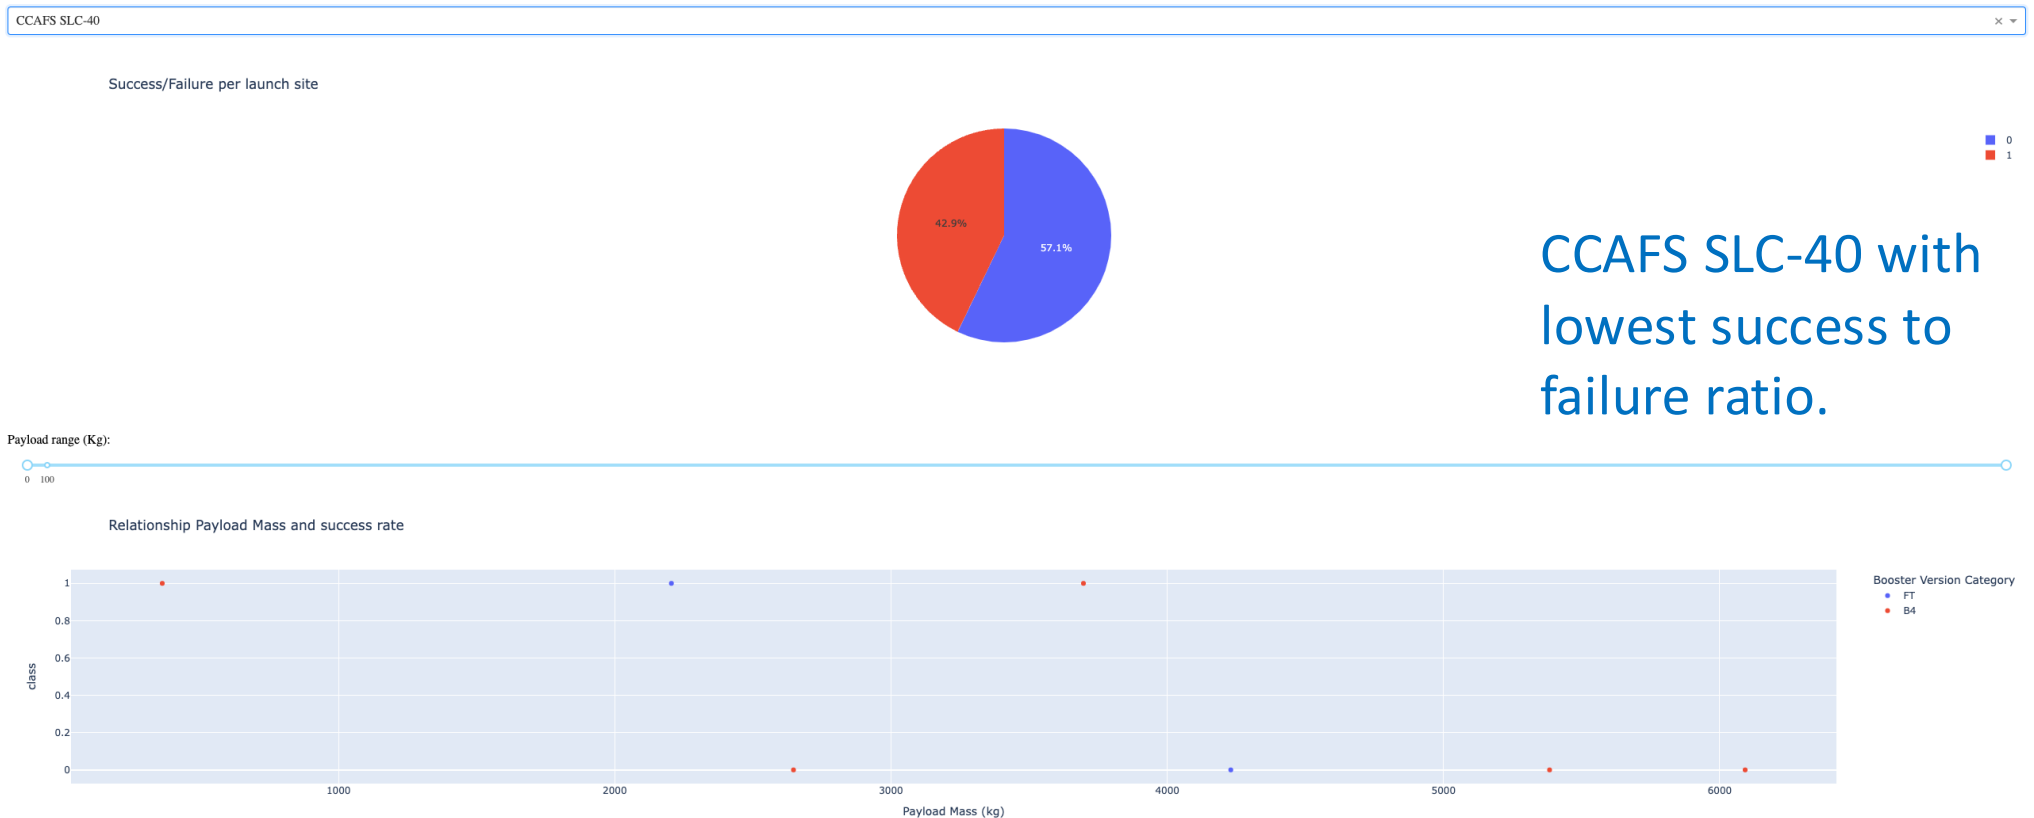 CCAFS SLC-40
Success/Failure per launch site
0
1
42.9%
57.1%
CCAFS SLC-40 with
lowest success to
failure ratio.
Payload range (Kg):
0 100
Relationship Payload Mass and success rate
Booster Version Category
FT
B4
class
1
0.8
0.6
0.4
0.2
0
1000 2000 3000 4000 5000 6000
Payload Mass (kg)